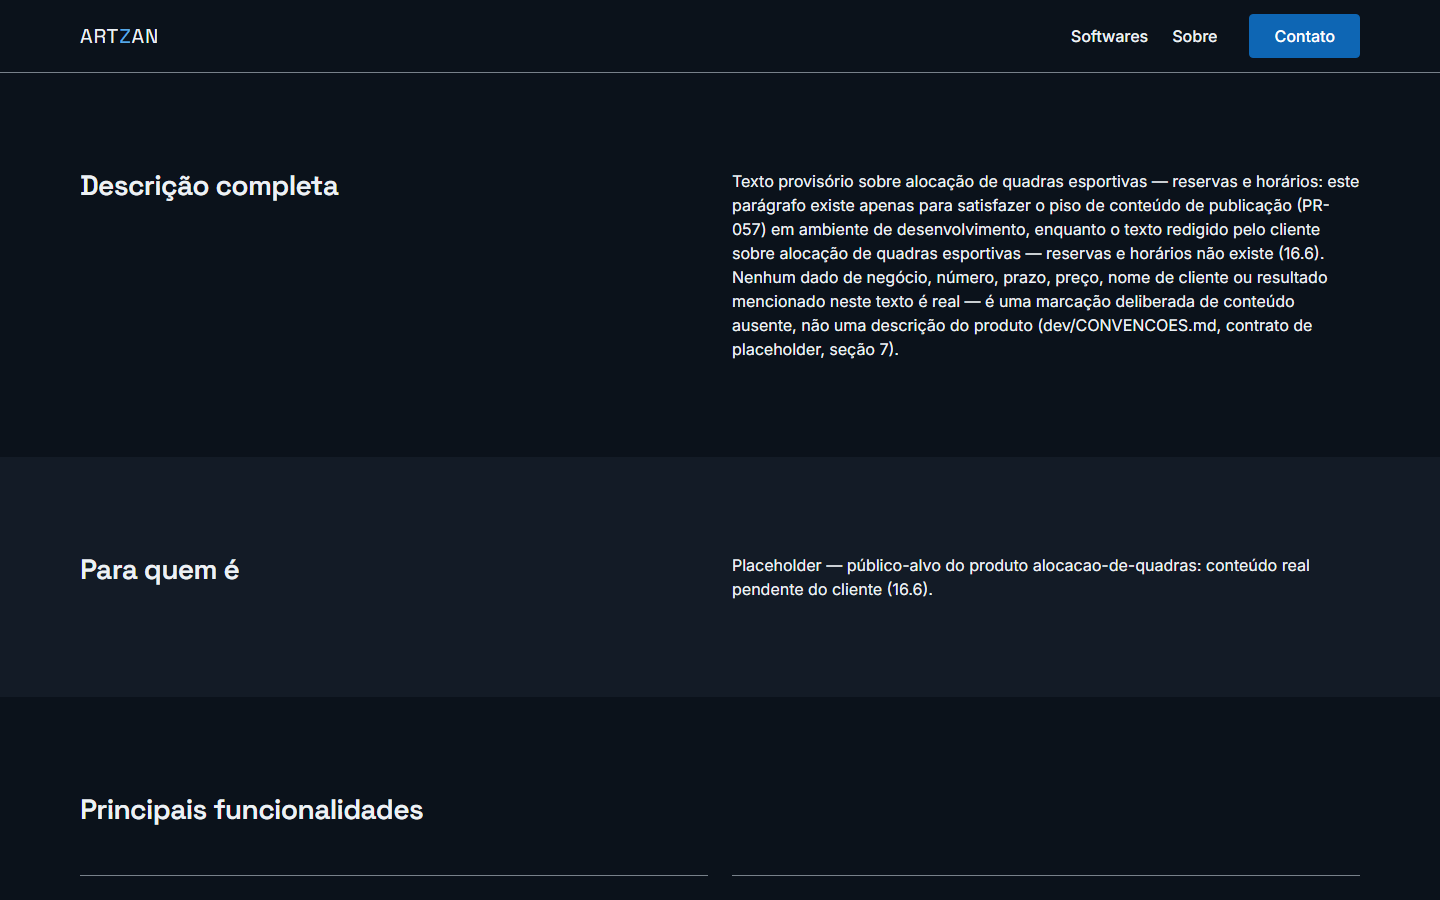 ARTZAN
Softwares
Sobre
Contato
Descrição completa
Texto provisório sobre alocação de quadras esportivas — reservas e horários: este
parágrafo existe apenas para satisfazer o piso de conteúdo de publicação (PR-
057) em ambiente de desenvolvimento, enquanto o texto redigido pelo cliente
sobre alocação de quadras esportivas — reservas e horários não existe (16.6).
Nenhum dado de negócio, número, prazo, preço, nome de cliente ou resultado
mencionado neste texto é real — é uma marcação deliberada de conteúdo
ausente, não uma descrição do produto (dev/CONVENCOES.md, contrato de
placeholder, seção 7).
Para quem é
Placeholder — público-alvo do produto alocacao-de-quadras: conteúdo real
pendente do cliente (16.6).
Principais funcionalidades